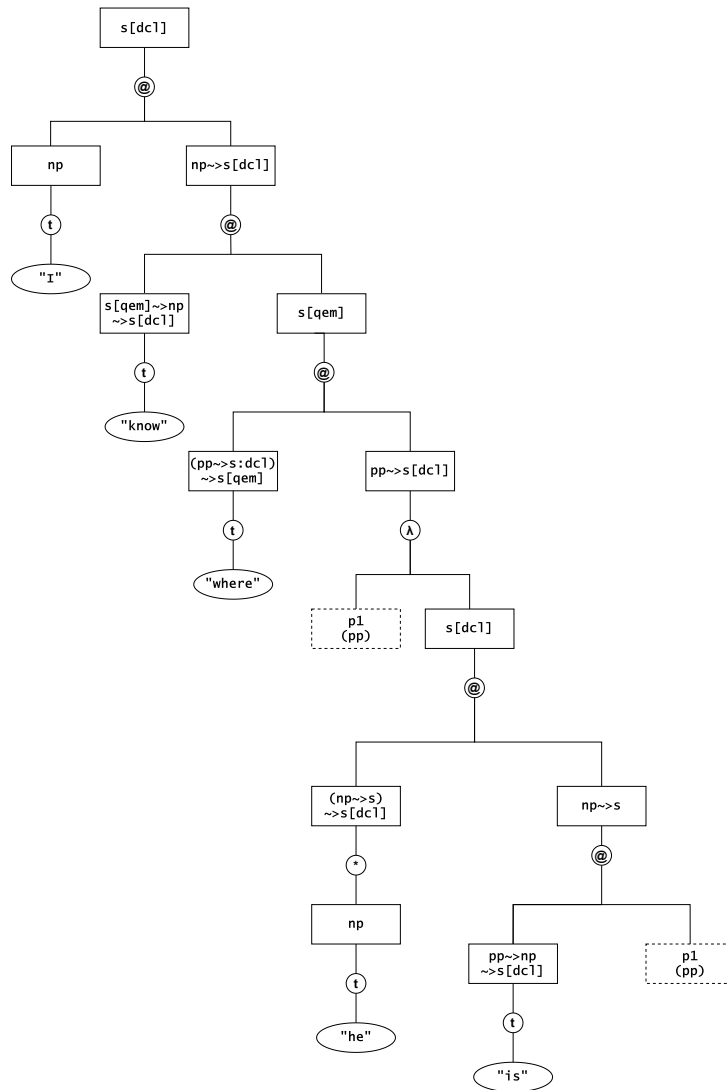 s[dcl]
@
np
np~>s[dcl]
t
@
"I"
s[qem]~>np
~>s[dcl]
s[qem]
t
@
"know"
(pp~>s:dcl)
~>s[qem]
pp~>s[dcl]
t
λ
"where"
p1
(pp)
s[dcl]
@
(np~>s)
~>s[dcl]
np~>s
*
@
np
pp~>np
~>s[dcl]
p1
(pp)
t
t
"he"
"is"